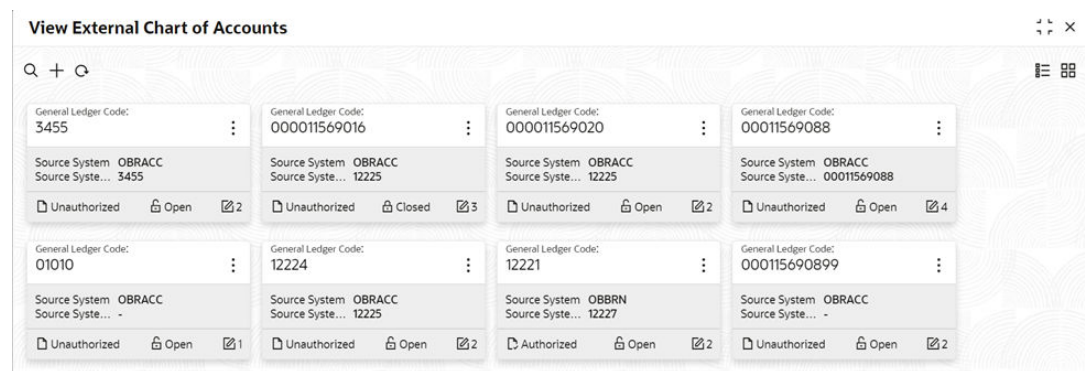 View External Chart of Accounts
General Ledger Code:
3455
Source System OBRACC
Source Syste... 3455
Unauthorized Open 2
General Ledger Code:
000011569016
Source System OBRACC
Source Syste... 12225
Unauthorized Closed 3
General Ledger Code:
000011569020
Source System OBRACC
Source Syste... 12225
Unauthorized Open 2
General Ledger Code:
00011569088
Source System OBRACC
Source Syste... 00011569088
Unauthorized Open 4
General Ledger Code:
01010
Source System OBRACC
Source Syste... -
Unauthorized Open 1
General Ledger Code:
12224
Source System OBRACC
Source Syste... 12225
Unauthorized Open 2
General Ledger Code:
12221
Source System OBBRN
Source Syste... 12227
Authorized Open 2
General Ledger Code:
000115690899
Source System OBRACC
Source Syste... -
Unauthorized Open 2